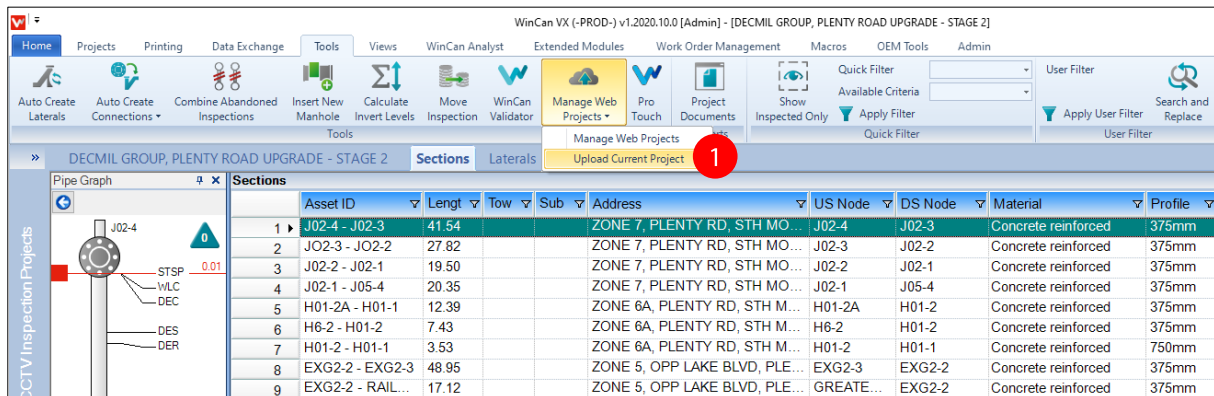 WinCan VX (-PROD-) v1.2020.10.0 [Admin] - [DECMIL GROUP, PLENTY ROAD UPGRADE - STAGE 2]
Home Projects Printing Data Exchange Tools Views WinCan Analyst Extended Modules Work Order Management Macros OEM Tools Admin
Auto Create Laterals
Auto Create Connections
Combine Abandoned Inspections
Insert New Manhole
Calculate Invert Levels
Move Inspection
WinCan Validator
Manage Web Projects
Pro Touch
Project Documents
Show Inspected Only
Quick Filter
Available Criteria
Apply Filter
User Filter
Apply User Filter
Search and Replace
Tools
Quick Filter
User Filter
Manage Web Projects
Upload Current Project
1
» DECMIL GROUP, PLENTY ROAD UPGRADE - STAGE 2 Sections Laterals
Pipe Graph
Sections
Asset ID Lengt Tow Sub Address US Node DS Node Material Profile
1 J02-4 - J02-3 41.54 ZONE 7, PLENTY RD, STH MO... J02-4 J02-3 Concrete reinforced 375mm
2 JO2-3 - JO2-2 27.82 ZONE 7, PLENTY RD, STH MO... J02-3 J02-2 Concrete reinforced 375mm
3 J02-2 - J02-1 19.50 ZONE 7, PLENTY RD, STH MO... J02-2 J02-1 Concrete reinforced 375mm
4 J02-1 - J05-4 20.35 ZONE 7, PLENTY RD, STH MO... J02-1 J05-4 Concrete reinforced 375mm
5 H01-2A - H01-1 12.39 ZONE 6A, PLENTY RD, STH M... H01-2A H01-2 Concrete reinforced 375mm
6 H6-2 - H01-2 7.43 ZONE 6A, PLENTY RD, STH M... H6-2 H01-2 Concrete reinforced 375mm
7 H01-2 - H01-1 3.53 ZONE 6A, PLENTY RD, STH M... H01-2 H01-1 Concrete reinforced 750mm
8 EXG2-2 - EXG2-3 48.95 ZONE 5, OPP LAKE BLVD, PLE... EXG2-3 EXG2-2 Concrete reinforced 375mm
9 EXG2-2 - RAIL... 17.12 ZONE 5, OPP LAKE BLVD, PLE... GREATE... EXG2-2 Concrete reinforced 375mm
J02-4
0
STSP 0.01
WLC
DEC
DES
DER
CCTV Inspection Projects